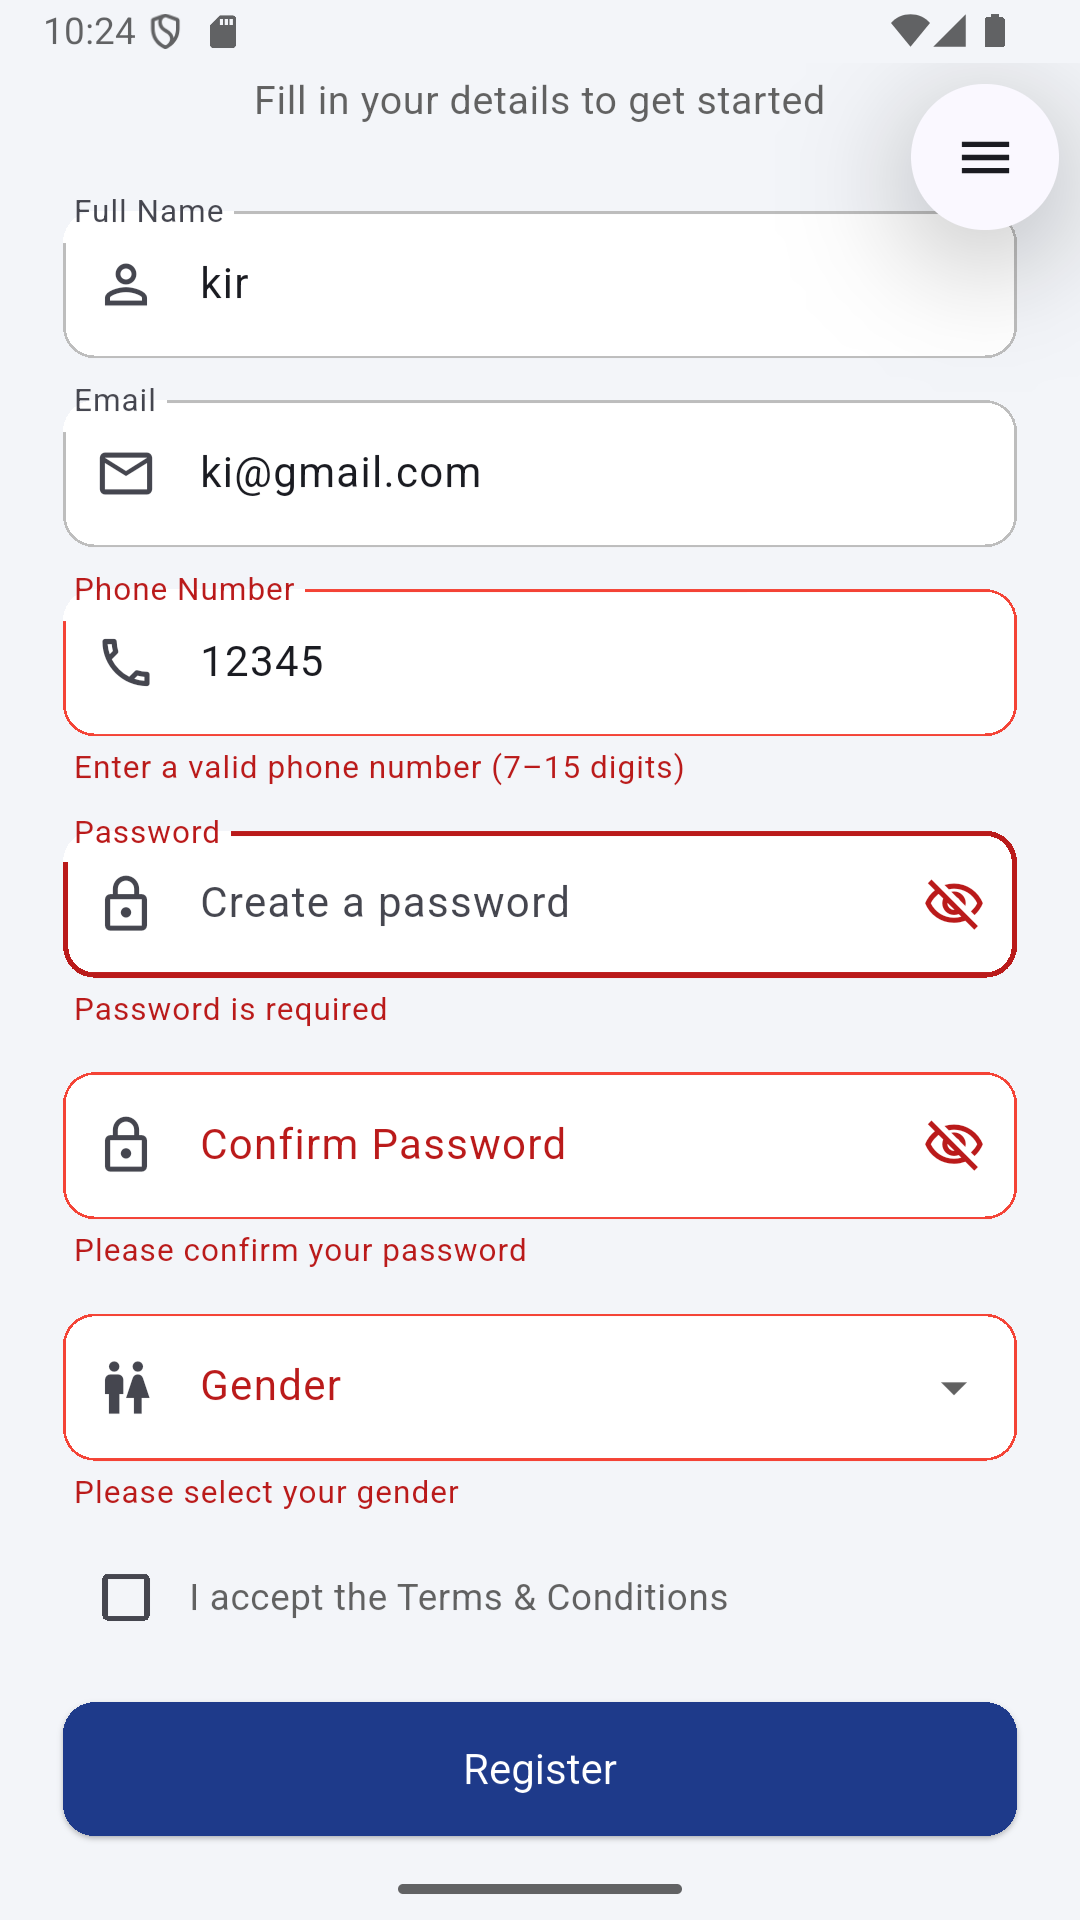 10:24
Fill in your details to get started
Full Name
kir
Email
ki@gmail.com
Phone Number
12345
Enter a valid phone number (7–15 digits)
Password
Create a password
Password is required
Confirm Password
Please confirm your password
Gender
Please select your gender
I accept the Terms & Conditions
Register